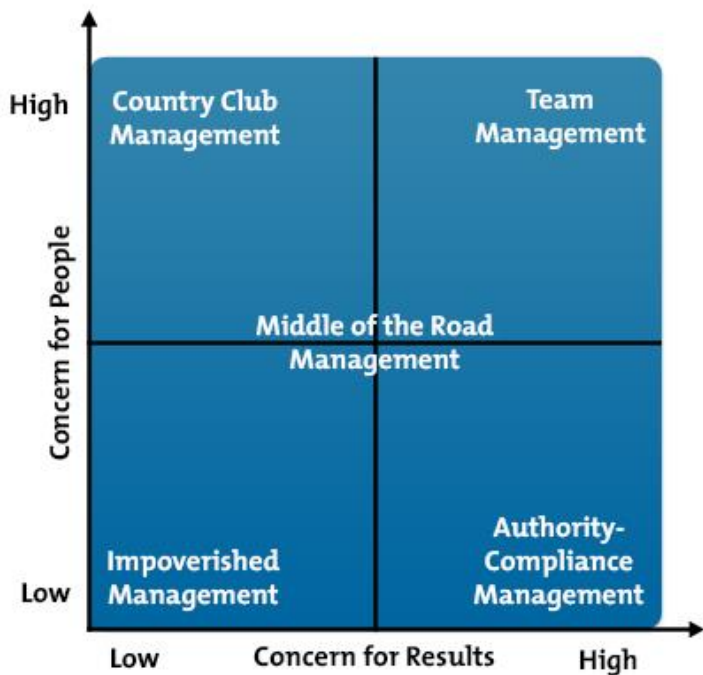 High
Country Club
Management
Team
Management
Concern for People
Middle of the Road
Management
Low
Impoverished
Management
Authority-
Compliance
Management
Low
Concern for Results
High